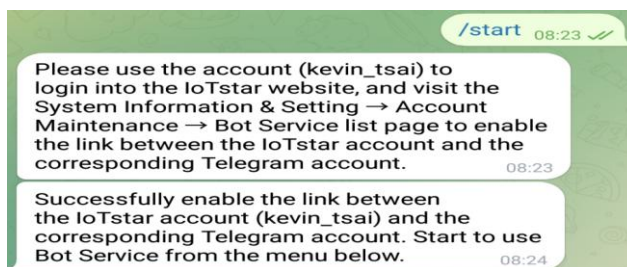 /start 08:23
Please use the account (kevin_tsai) to
login into the IoTstar website, and visit the
System Information & Setting → Account
Maintenance → Bot Service list page to enable
the link between the IoTstar account and the
corresponding Telegram account. 08:23
Successfully enable the link between
the IoTstar account (kevin_tsai) and the
corresponding Telegram account. Start to use
Bot Service from the menu below. 08:24